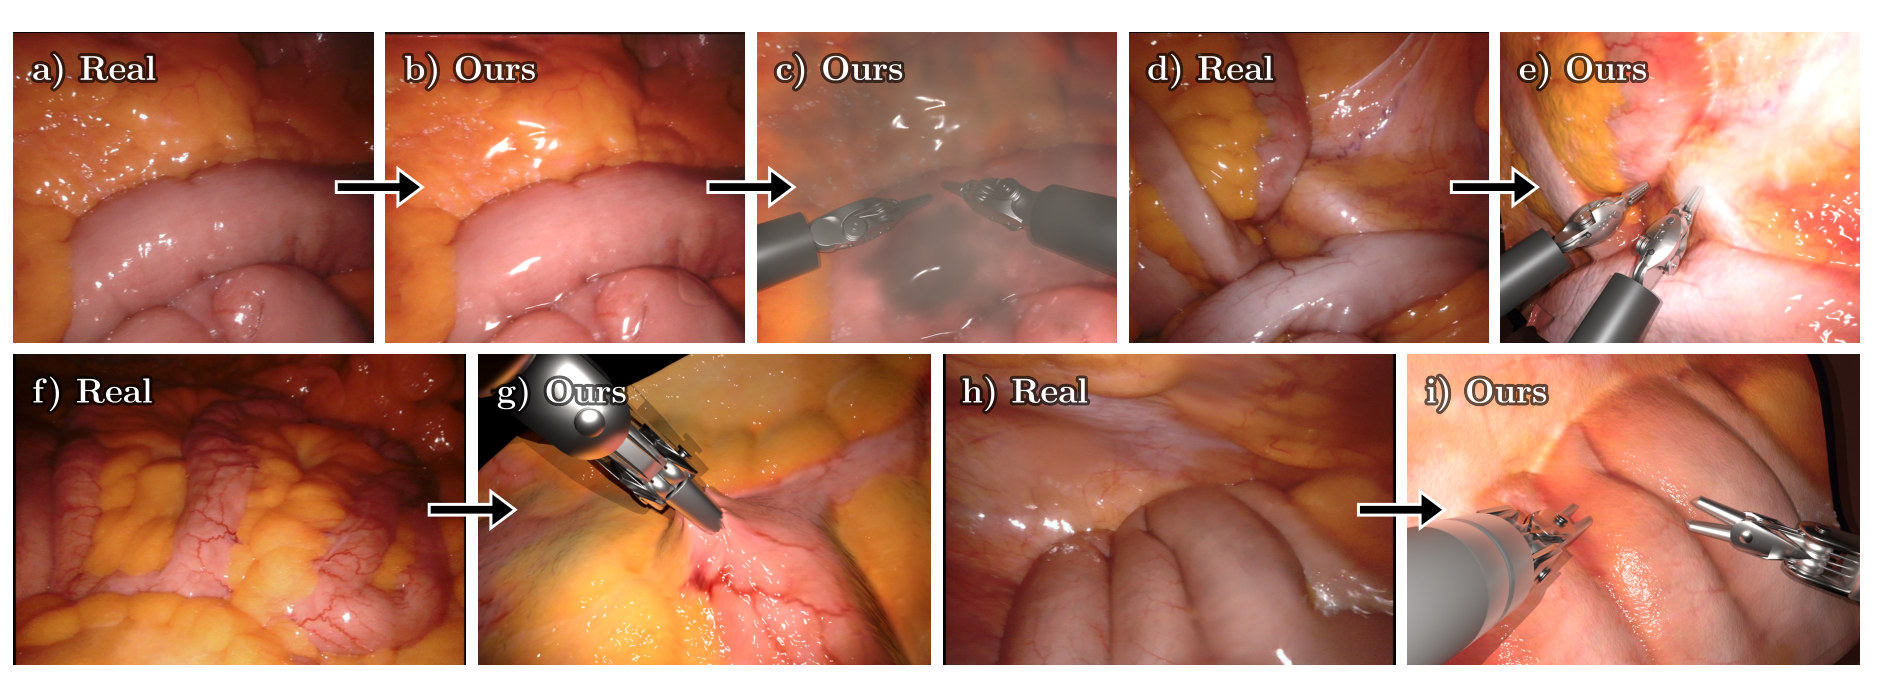 a) Real
b) Ours
c) Ours
d) Real
e) Ours
f) Real
g) Ours
h) Real
i) Ours